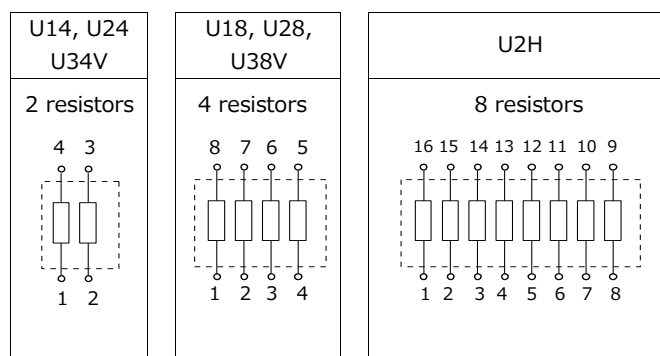 U14, U24
U34V
2 resistors
4 3
1 2
U18, U28,
U38V
4 resistors
8 7 6 5
1 2 3 4
U2H
8 resistors
16 15 14 13 12 11 10 9
1 2 3 4 5 6 7 8